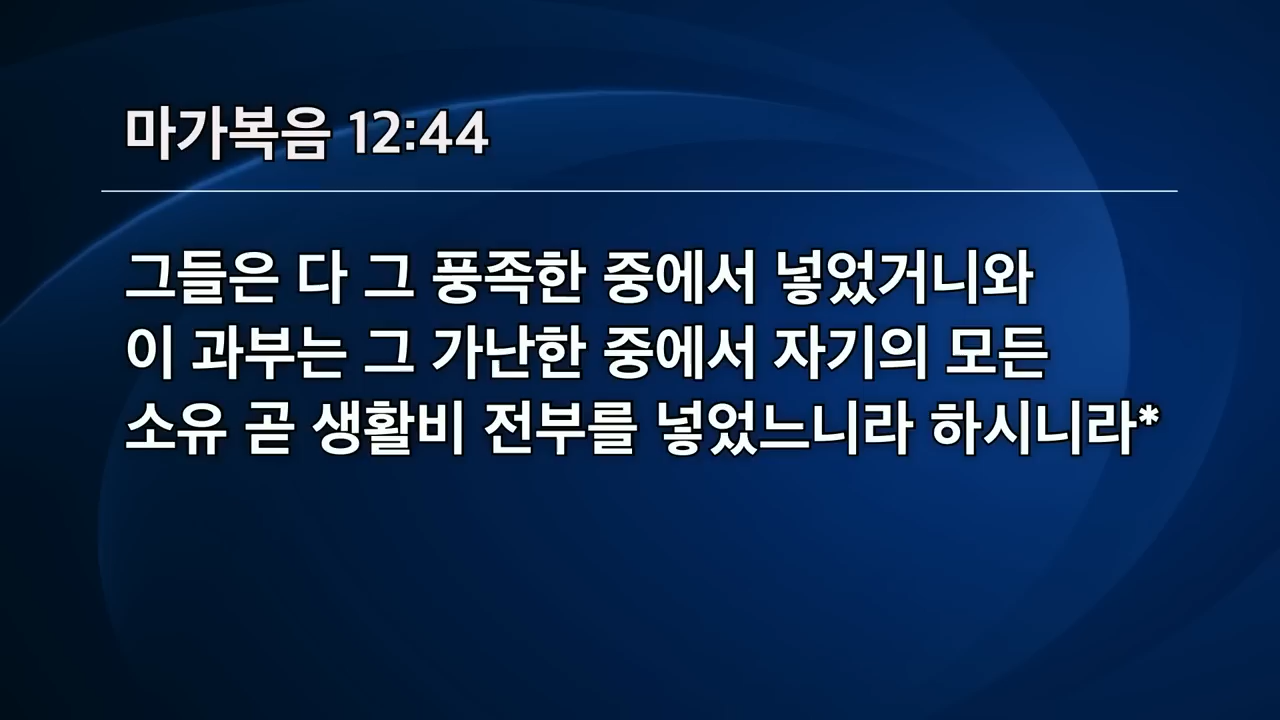 마가복음 12:44
그들은 다 그 풍족한 중에서 넣었거니와
이 과부는 그 가난한 중에서 자기의 모든
소유 곧 생활비 전부를 넣었느니라 하시니라*